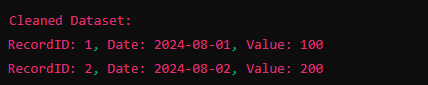 Cleaned Dataset:
RecordID: 1, Date: 2024-08-01, Value: 100
RecordID: 2, Date: 2024-08-02, Value: 200